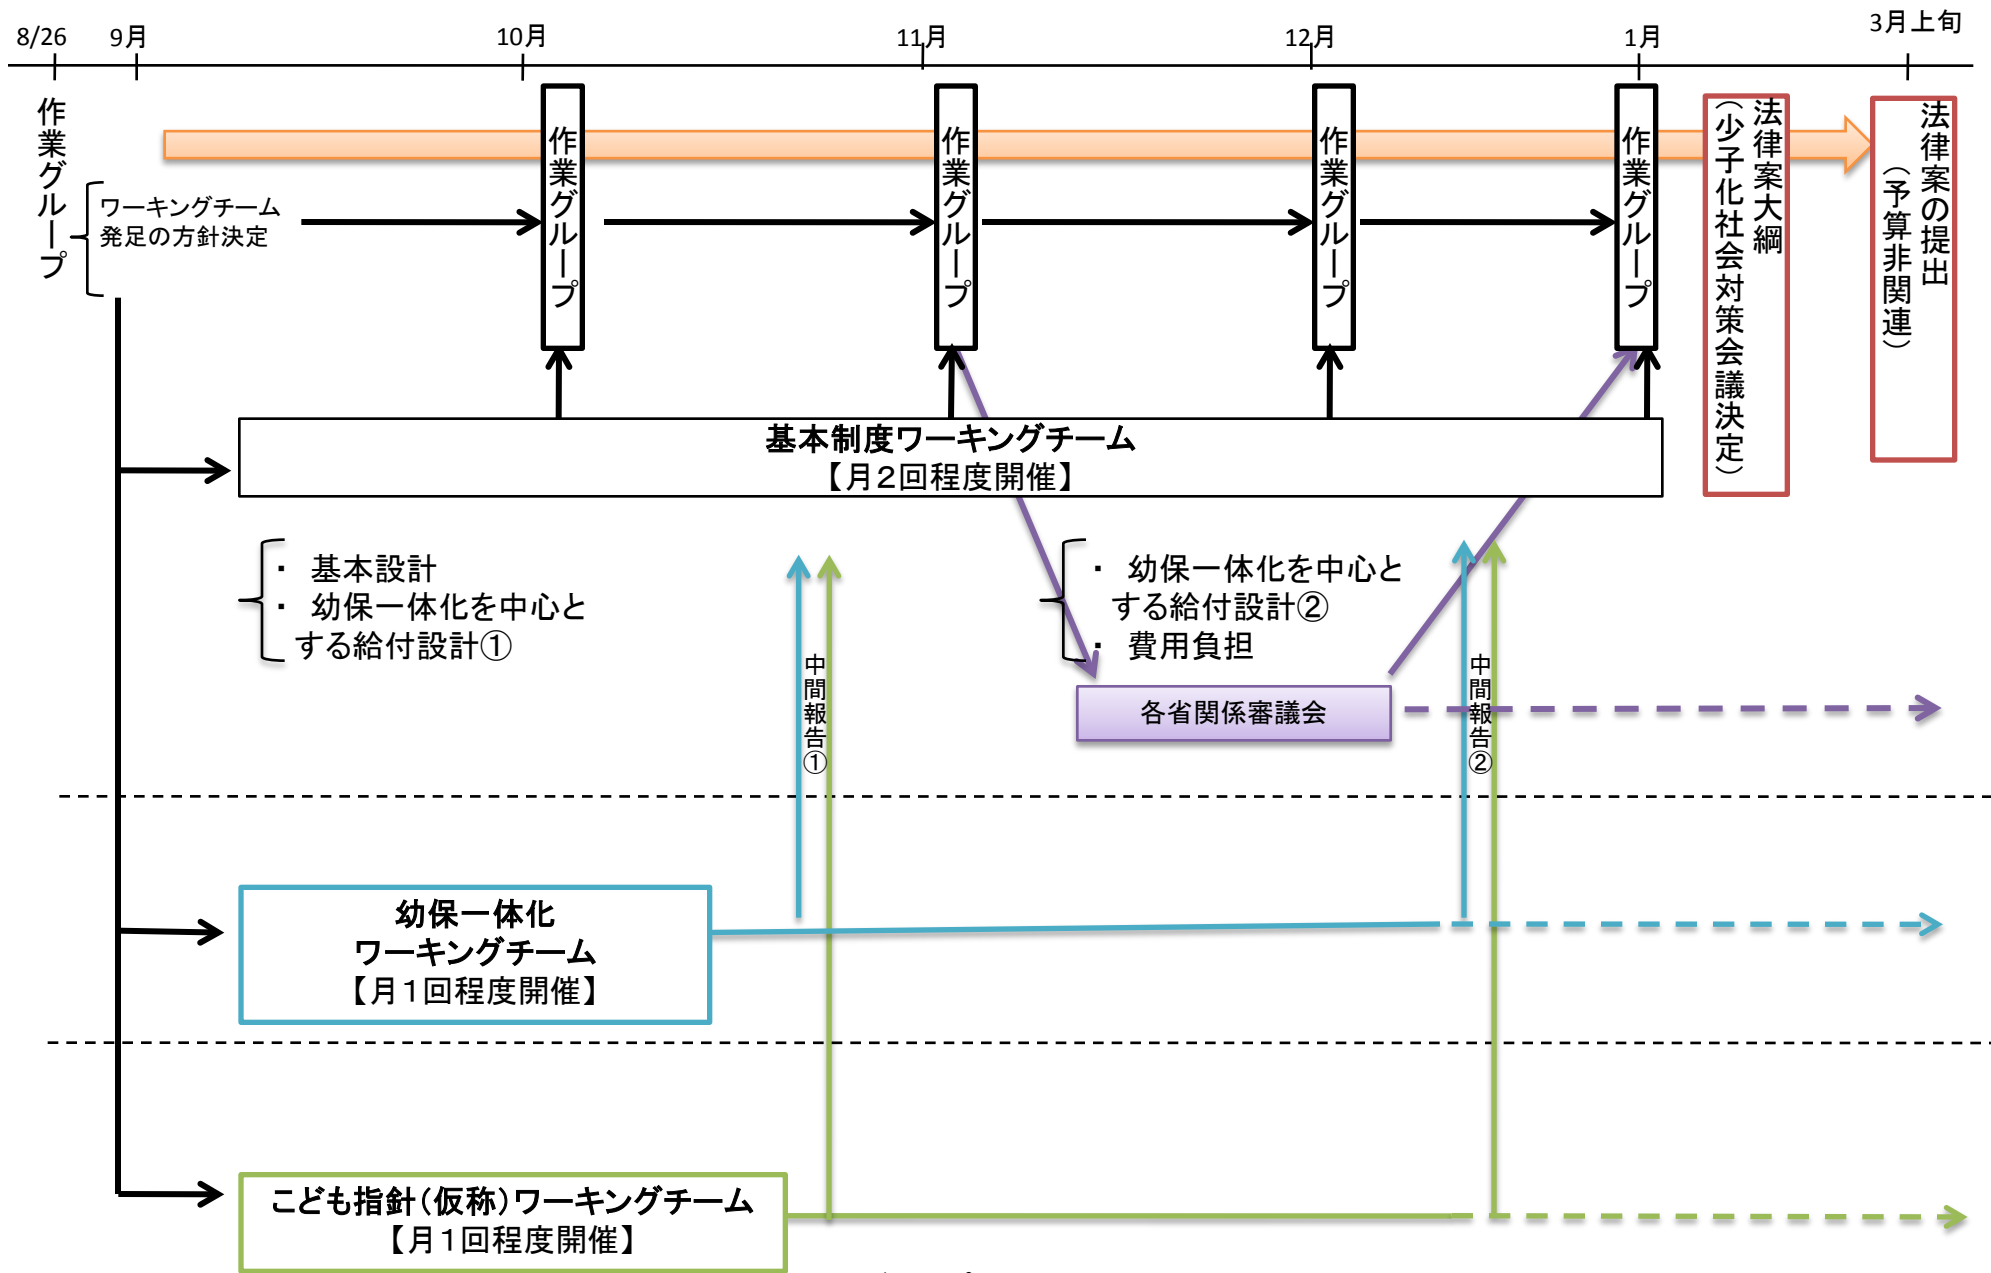 8/26
9月
10月
11月
12月
1月
3月上旬
作業グループ
ワーキングチーム
発足の方針決定
作業グループ
作業グループ
作業グループ
作業グループ
法律案大綱
（少子化社会対策会議決定）
法律案の提出
（予算非関連）
基本制度ワーキングチーム
【月２回程度開催】
・ 基本設計
・ 幼保一体化を中心と
する給付設計①
・ 幼保一体化を中心と
する給付設計②
・ 費用負担
中間報告①
中間報告②
各省関係審議会
幼保一体化
ワーキングチーム
【月１回程度開催】
こども指針（仮称）ワーキングチーム
【月１回程度開催】